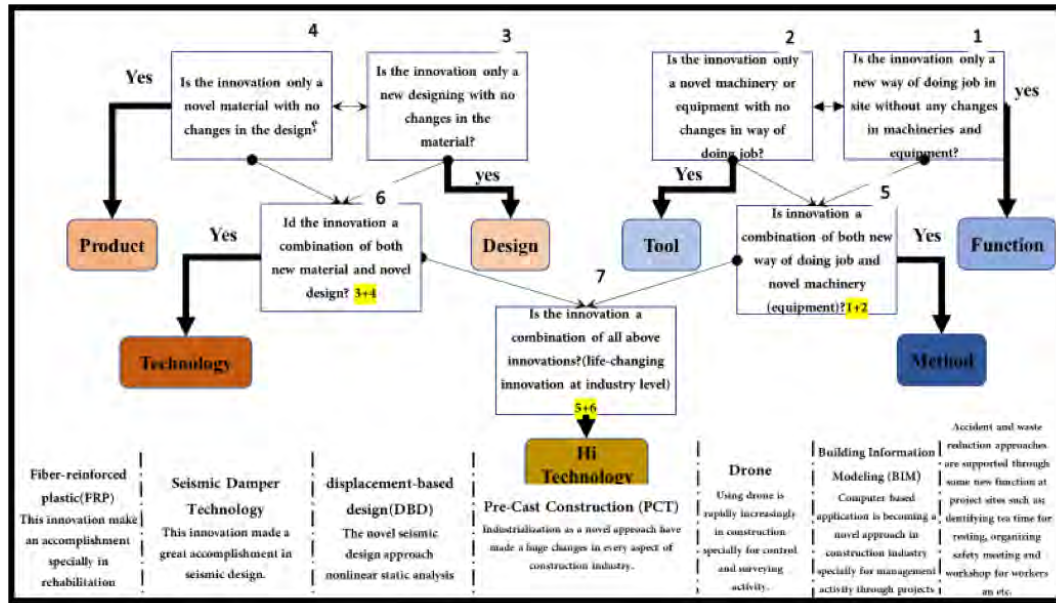 4
3
2
1
Yes
Is the innovation only a
novel material with no
changes in the design?
Is the innovation only a
new designing with no
changes in the
material?
Is the innovation only
a novel machinery or
equipment with no
changes in way of
doing job?
Is the innovation only a
new way of doing job in
site without any changes
in machineries and
equipment?
yes
yes
Yes
6
5
Product
Yes
Id the innovation a
combination of both
new material and novel
design? 3+4
Design
Tool
Is innovation a
combination of both new
way of doing job and
novel machinery
(equipment)?1+2
Yes
Function
7
Is the innovation a
combination of all above
innovations?(life-changing
innovation at industry level)
5+6
Technology
Method
Hi
Technology
Fiber-reinforced
plastic(FRP)
This innovation make
an accomplishment
specially in
rehabilitation
Seismic Damper
Technology
This innovation made a
great accomplishment in
seismic design.
displacement-based
design(DBD)
The novel seismic
design approach
nonlinear static analysis
Pre-Cast Construction (PCT)
Industrialization as a novel approach have
made a huge changes in every aspect of
construction industry.
Drone
Using drone is
rapidly increasingly
in construction
specially for control
and surveying
activity.
Building Information
Modeling (BIM)
Computer based
application is becoming a
novel approach in
construction industry
specially for management
activity through projects
Accident and waste
reduction approaches
are supported through
some new function at
project sites such as;
dentifying tea time for
resting, organizing
safety meeting and
workshop for workers
an etc.